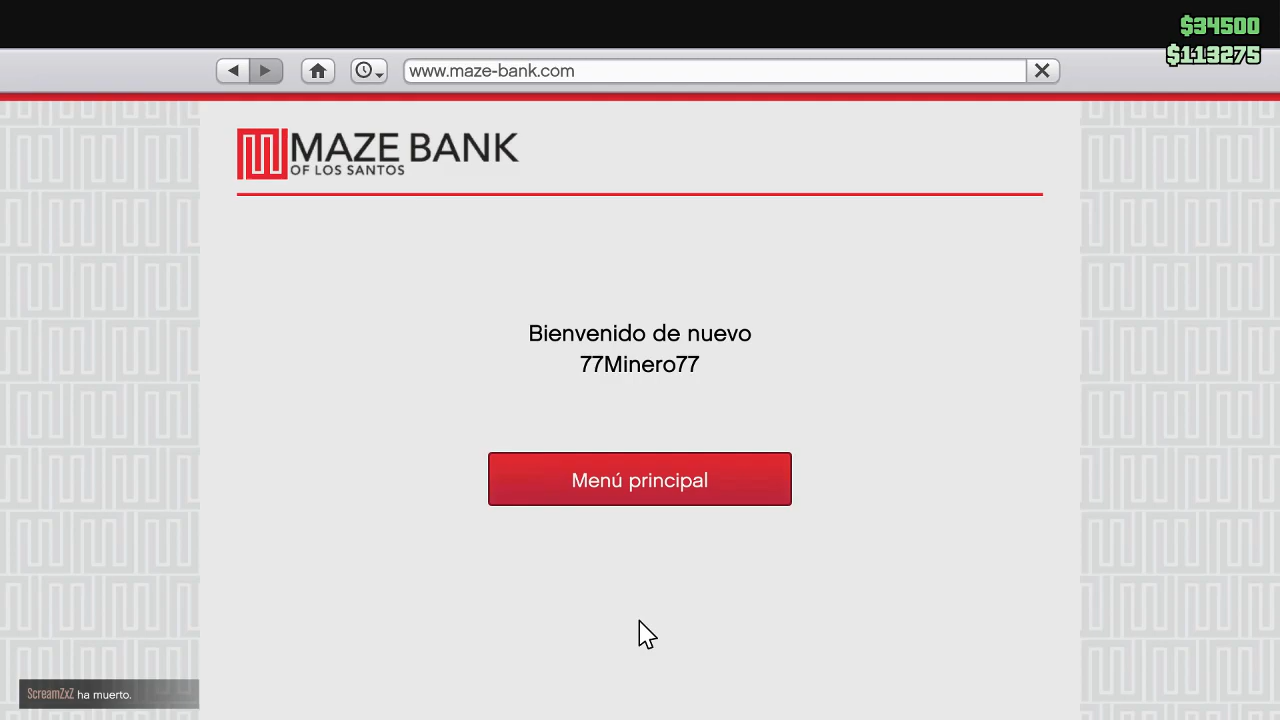 $34500
$113275
www.maze-bank.com
MAZE BANK
OF LOS SANTOS
Bienvenido de nuevo
77Minero77
Menú principal
ScreamZxZ ha muerto.